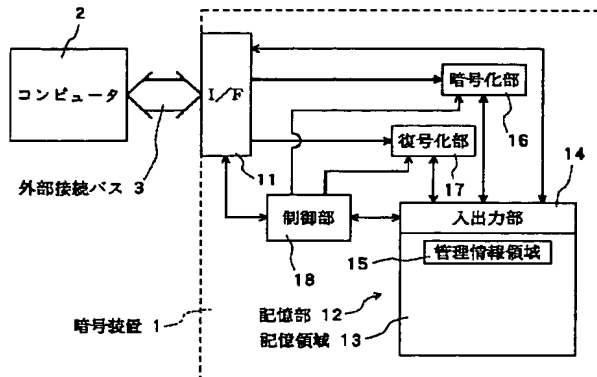 2
コンピュータ
外部接続バス 3
I/F
11
暗号化部
16
復号化部
17
14
制御部
18
入出力部
15
管理情報領域
暗号装置 1
記憶部 12
記憶領域 13